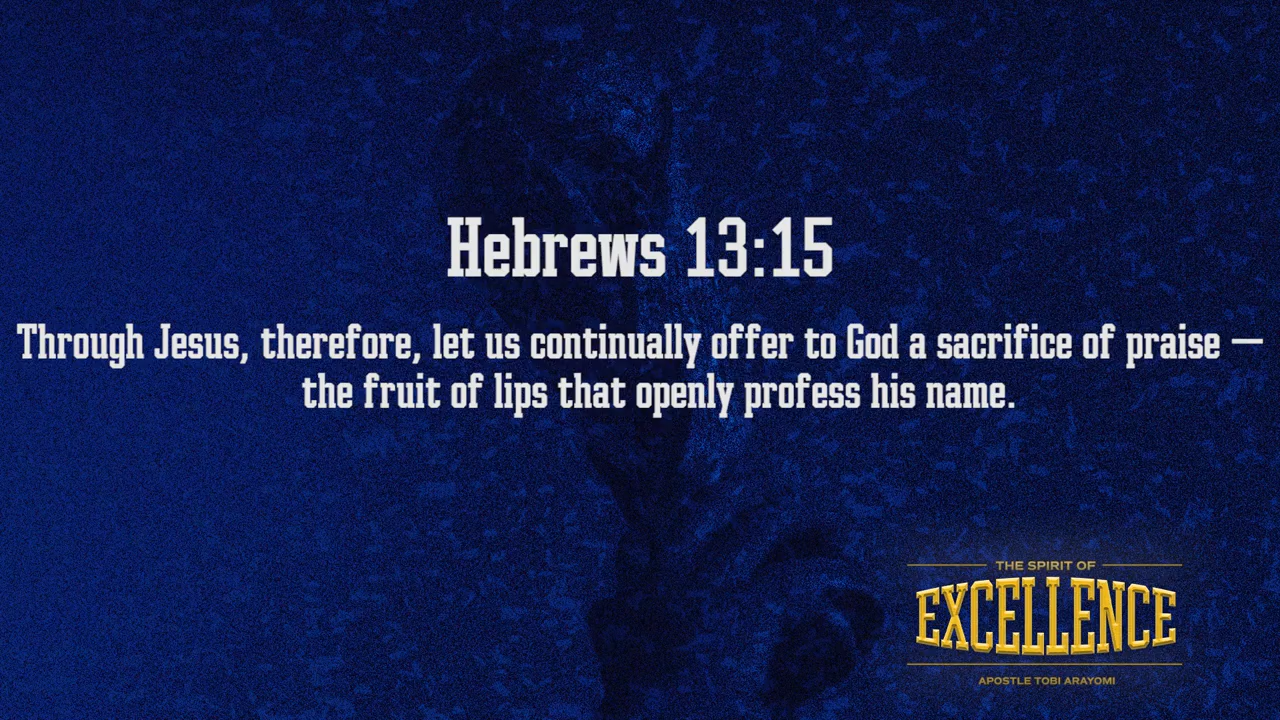 Hebrews 13:15
Through Jesus, therefore, let us continually offer to God a sacrifice of praise —
the fruit of lips that openly profess his name.
THE SPIRIT OF
EXCELLENCE
APOSTLE TOBI ARAYOMI